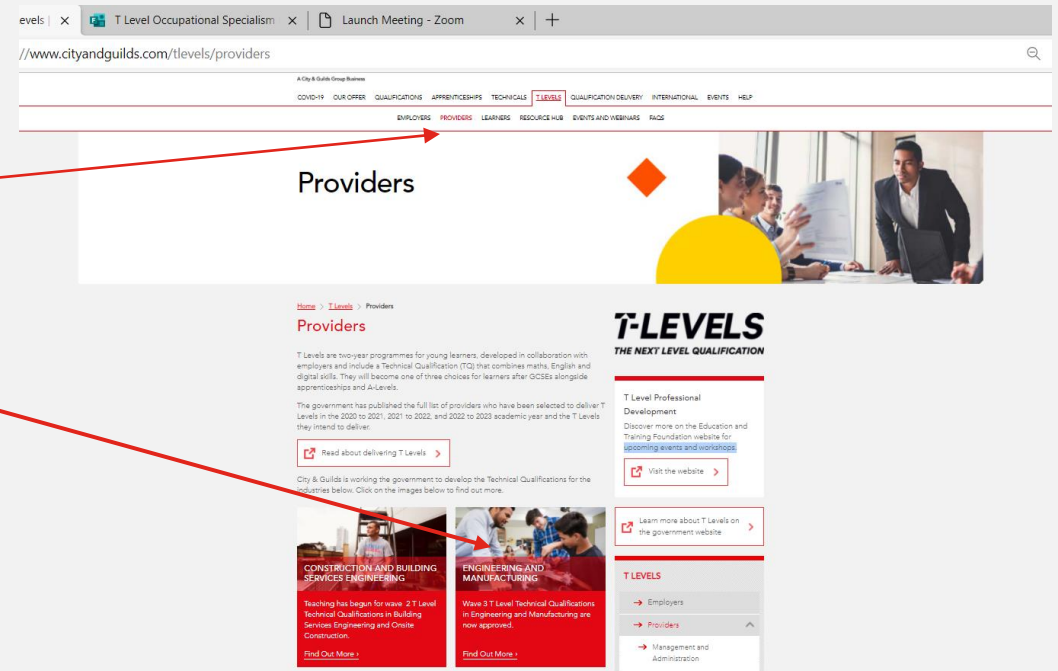 evels |
T Level Occupational Specialism
Launch Meeting - Zoom
//www.cityandguilds.com/tlevels/providers
A City & Guilds Group Business
COVID-19 OUR OFFER QUALIFICATIONS APPRENTICESHIPS TECHNICALS T LEVELS QUALIFICATION DELIVERY INTERNATIONAL EVENTS HELP
EMPLOYERS PROVIDERS LEARNERS RESOURCE HUB EVENTS AND WEBINARS FAQS
Providers
Home > T Levels > Providers
Providers
T Levels are two-year programmes for young learners, developed in collaboration with
employers and include a Technical Qualification (TQ) that combines maths, English and
digital skills. They will become one of three choices for learners after GCSEs alongside
apprenticeships and A-Levels.
The government has published the full list of providers who have been selected to deliver T
Levels in the 2020 to 2021, 2021 to 2022, and 2022 to 2023 academic year and the T Levels
they intend to deliver.
Read about delivering T Levels >
City & Guilds is working the government to develop the Technical Qualifications for the
industries below. Click on the images below to find out more.
CONSTRUCTION AND BUILDING
SERVICES ENGINEERING
Teaching has begun for wave 2 T Level
Technical Qualifications in Building
Services Engineering and Onsite
Construction.
Find Out More ›
ENGINEERING AND
MANUFACTURING
Wave 3 T Level Technical Qualifications
in Engineering and Manufacturing are
now approved.
Find Out More ›
T-LEVELS
THE NEXT LEVEL QUALIFICATION
T Level Professional
Development
Discover more on the Education and
Training Foundation website for
upcoming events and workshops.
Visit the website >
Learn more about T Levels on
the government website >
T LEVELS
→ Employers
→ Providers
→ Management and
Administration